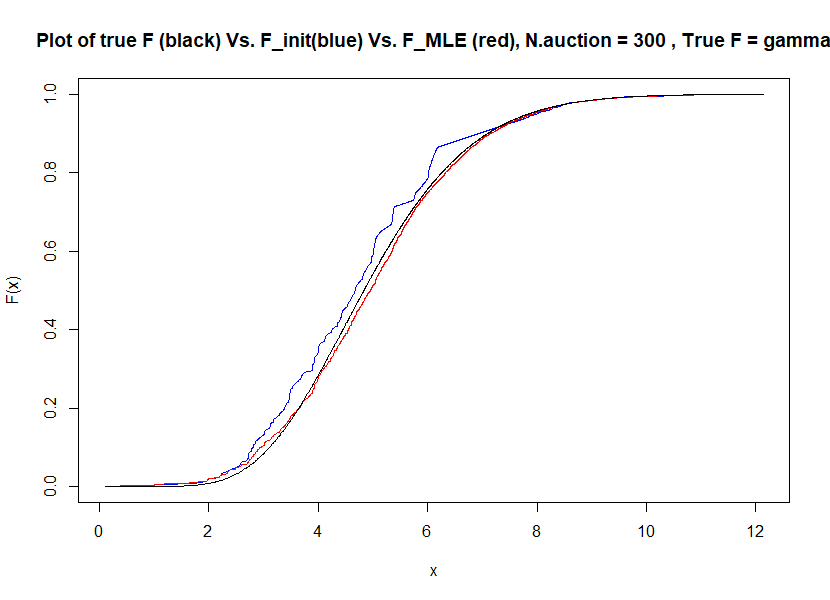 Plot of true F (black) Vs. F_init(blue) Vs. F_MLE (red), N.auction = 300 , True F = gamma
F(x)
1.0
0.8
0.6
0.4
0.2
0.0
0 2 4 6 8 10 12
x